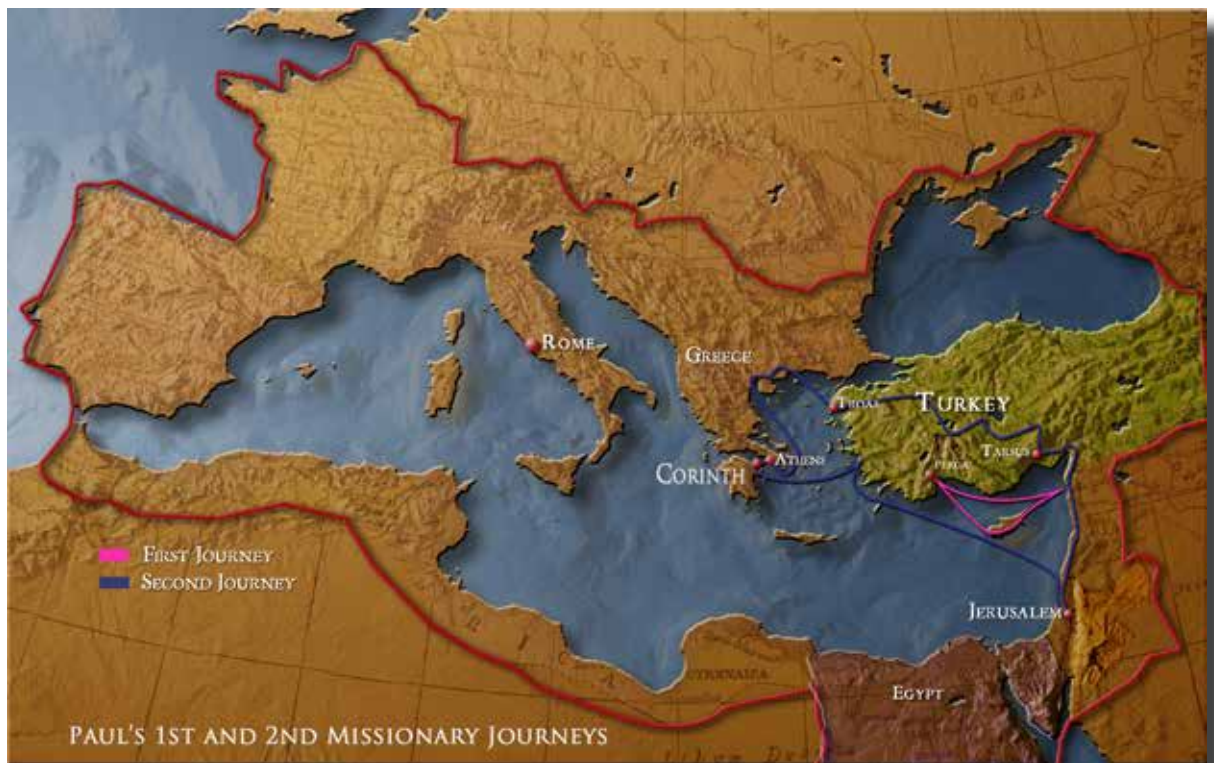 ROME
GREECE
TROAS
TURKEY
CORINTH
ATHENS
TARSUS
PERGA
FIRST JOURNEY
SECOND JOURNEY
JERUSALEM
CYRENAICA
EGYPT
PAUL'S 1ST AND 2ND MISSIONARY JOURNEYS